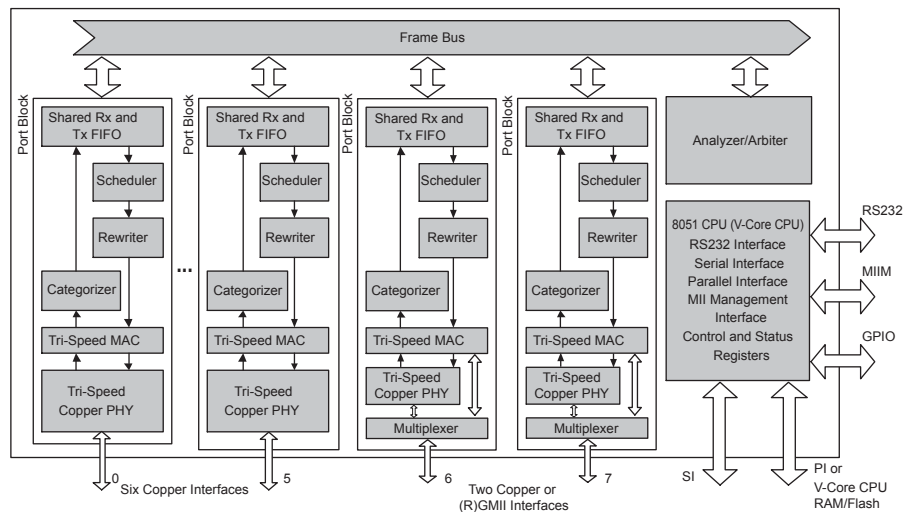 Frame Bus
Port Block
Shared Rx and
Tx FIFO
Scheduler
Rewriter
Categorizer
Tri-Speed MAC
Tri-Speed
Copper PHY
...
Port Block
Shared Rx and
Tx FIFO
Scheduler
Rewriter
Categorizer
Tri-Speed MAC
Tri-Speed
Copper PHY
Port Block
Shared Rx and
Tx FIFO
Scheduler
Rewriter
Categorizer
Tri-Speed MAC
Tri-Speed
Copper PHY
Multiplexer
Port Block
Shared Rx and
Tx FIFO
Scheduler
Rewriter
Categorizer
Tri-Speed MAC
Tri-Speed
Copper PHY
Multiplexer
Analyzer/Arbiter
8051 CPU (V-Core CPU)
RS232 Interface
Serial Interface
Parallel Interface
MII Management
Interface
Control and Status
Registers
RS232
MIIM
GPIO
0
Six Copper Interfaces
5
6
Two Copper or
(R)GMII Interfaces
7
SI
PI or
V-Core CPU
RAM/Flash